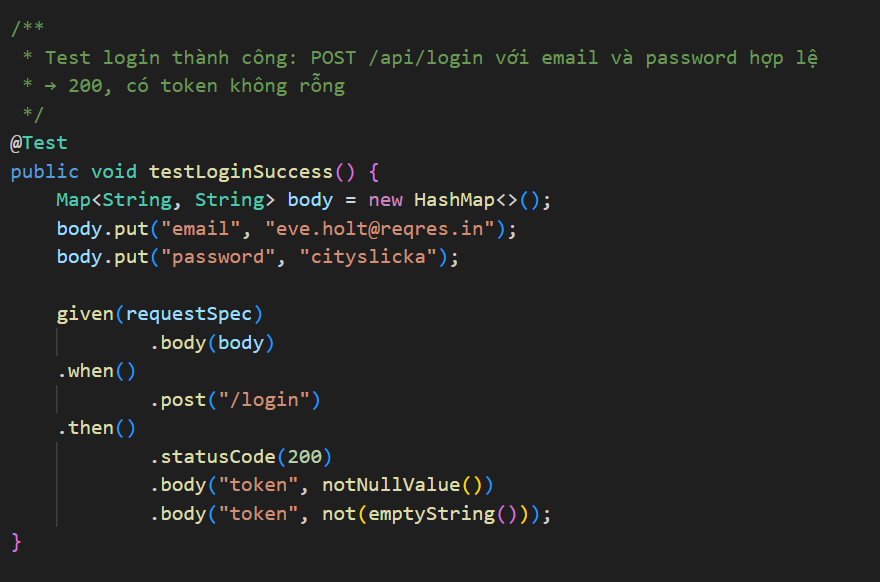 /**
 * Test login thành công: POST /api/login với email và password hợp lệ
 * → 200, có token không rỗng
 */
@Test
public void testLoginSuccess() {
    Map<String, String> body = new HashMap<>();
    body.put("email", "eve.holt@reqres.in");
    body.put("password", "cityslicka");

    given(requestSpec)
            .body(body)
    .when()
            .post("/login")
    .then()
            .statusCode(200)
            .body("token", notNullValue())
            .body("token", not(emptyString()));
}